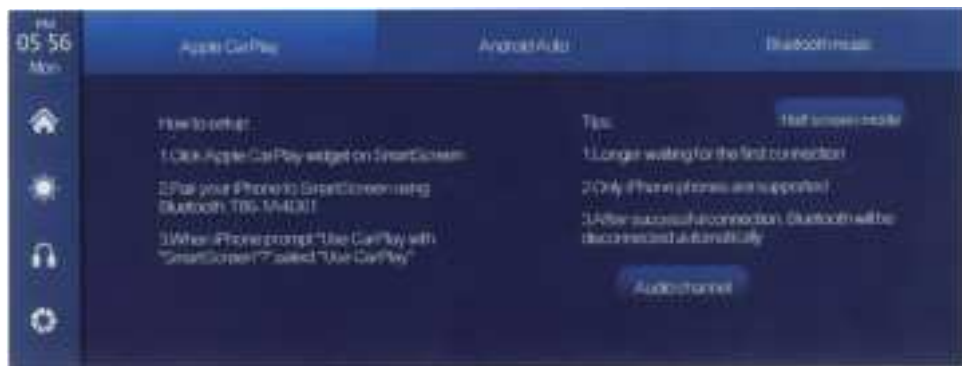 PM
05 56
Mon
Apple CarPlay
Android Auto
Bluetooth music
How to setup:
1.Click Apple CarPlay widget on SmartScreen
2.Pair your iPhone to SmartScreen using
Bluetooth:
3.When iPhone prompt "Use CarPlay with
"SmartScreen"?" select "Use CarPlay"
Tips:
Half screen mode
1.Longer waiting for the first connection
2.Only iPhone phones are supported
3.After successful connection, Bluetooth will be
disconnected automatically
Audio channel